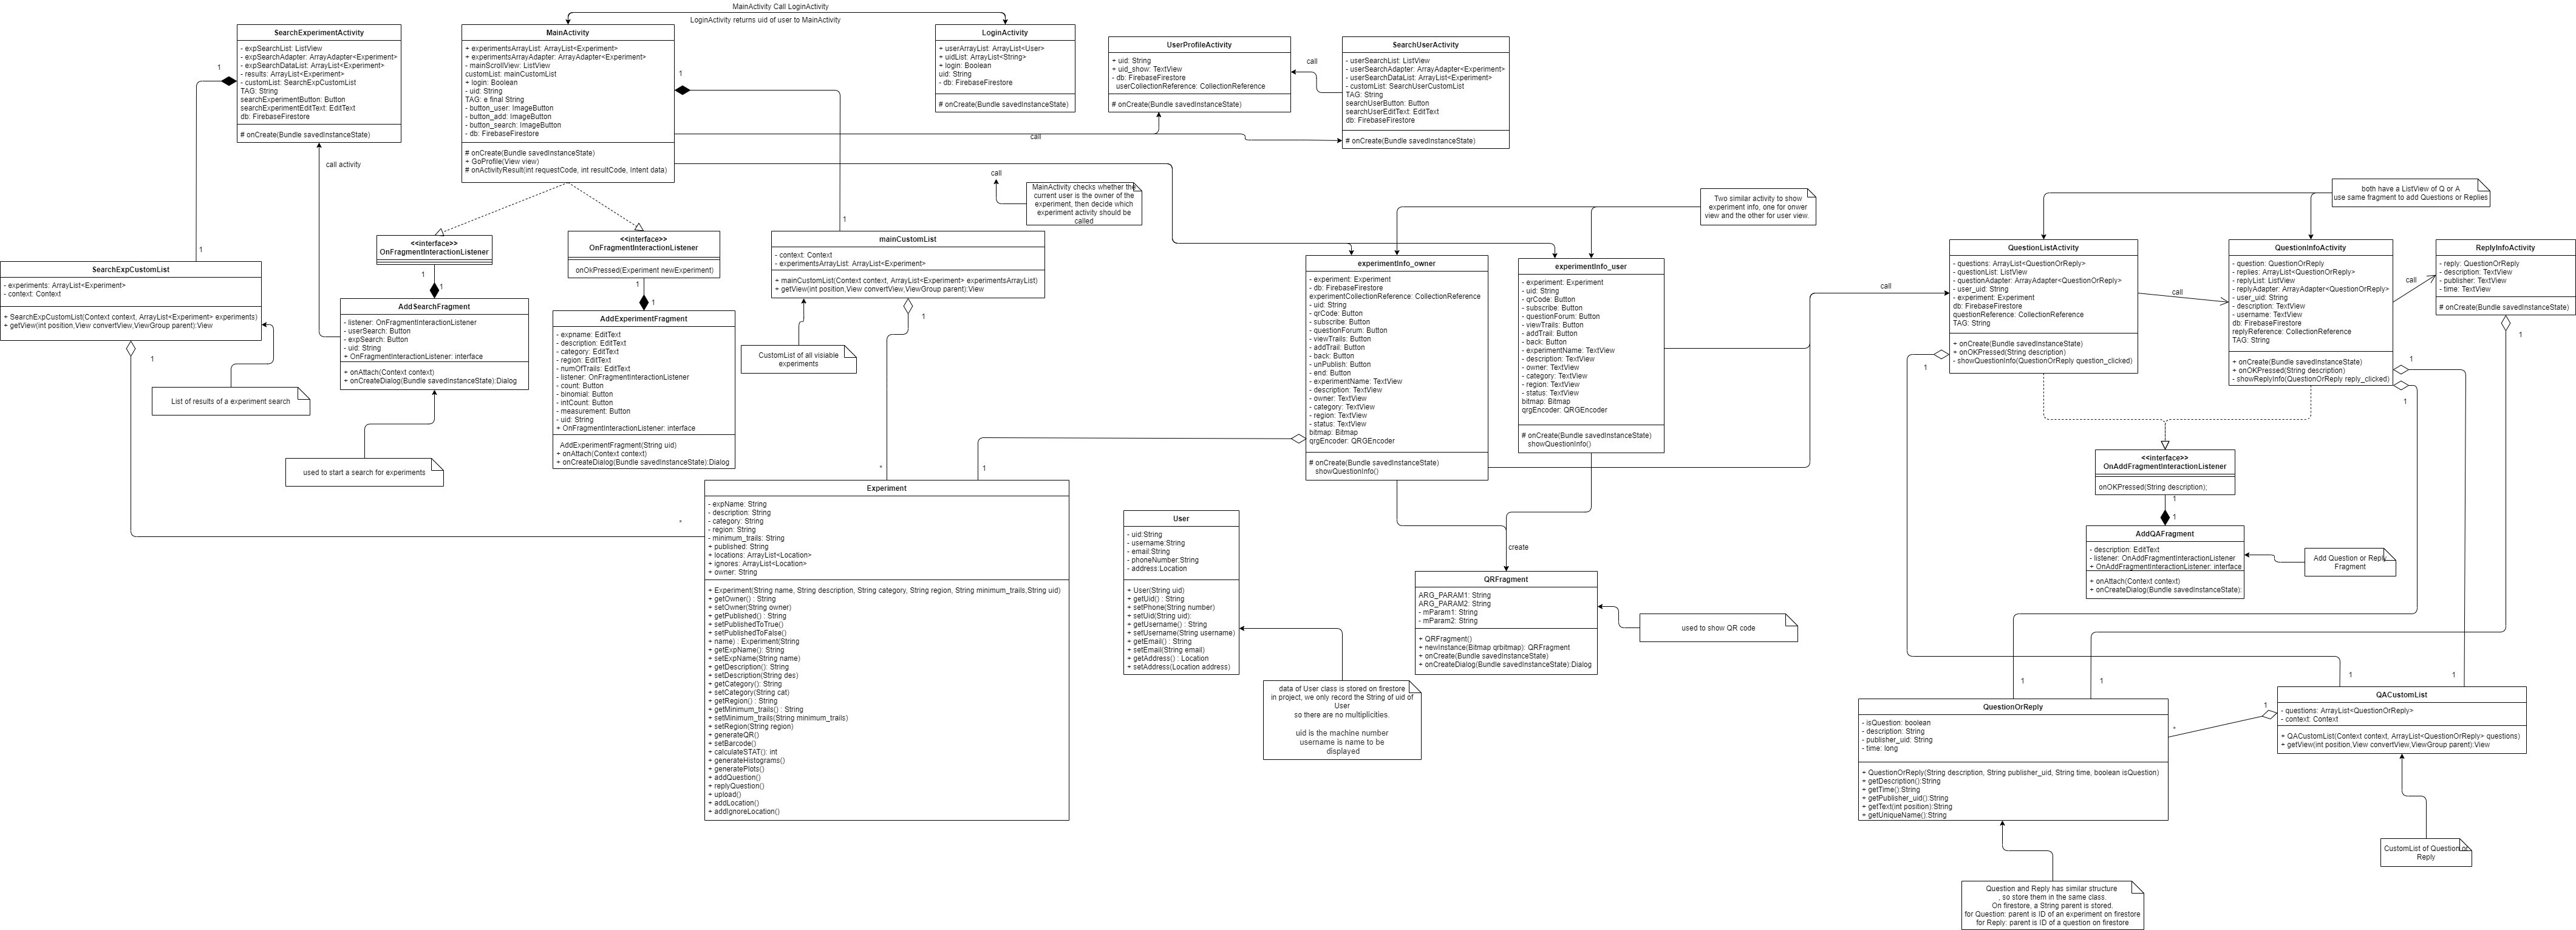 MainActivity Call LoginActivity
LoginActivity returns uid of user to MainActivity
SearchExperimentActivity
- expSearchList: ListView
- expSearchAdapter: ArrayAdapter<Experiment>
- expSearchDataList: ArrayList<Experiment>
- results: ArrayList<Experiment>
- customList: SearchExpCustomList
TAG: String
searchExperimentButton: Button
searchExperimentEditText: EditText
db: FirebaseFirestore
# onCreate(Bundle savedInstanceState)
1
1
call activity
MainActivity
+ experimentsArrayList: ArrayList<Experiment>
+ experimentsArrayAdapter: ArrayAdapter<Experiment>
- mainScrollView: ListView
customList: mainCustomList
+ login: Boolean
- uid: String
TAG: e final String
- button_user: ImageButton
- button_add: ImageButton
- button_search: ImageButton
- db: FirebaseFirestore
# onCreate(Bundle savedInstanceState)
+ GoProfile(View view)
# onActivityResult(int requestCode, int resultCode, Intent data)
1
1
LoginActivity
+ userArrayList: ArrayList<User>
+ uidList: ArrayList<String>
+ login: Boolean
uid: String
- db: FirebaseFirestore
# onCreate(Bundle savedInstanceState)
UserProfileActivity
+ uid: String
+ uid_show: TextView
- db: FirebaseFirestore
userCollectionReference: CollectionReference
# onCreate(Bundle savedInstanceState)
call
SearchUserActivity
- userSearchList: ListView
- userSearchAdapter: ArrayAdapter<Experiment>
- userSearchDataList: ArrayList<Experiment>
- customList: SearchUserCustomList
TAG: String
searchUserButton: Button
searchUserEditText: EditText
db: FirebaseFirestore
# onCreate(Bundle savedInstanceState)
call
call
MainActivity checks whether the
current user is the owner of the
experiment, then decide which
experiment activity should be
called
Two similar activity to show
experiment info, one for onwer
view and the other for user view.
both have a ListView of Q or A
use same fragment to add Questions or Replies
<<interface>>
OnFragmentInteractionListener
1
1
<<interface>>
OnFragmentInteractionListener
onOkPressed(Experiment newExperiment)
1
1
mainCustomList
- context: Context
- experimentsArrayList: ArrayList<Experiment>
+ mainCustomList(Context context, ArrayList<Experiment> experimentsArrayList)
+ getView(int position,View convertView,ViewGroup parent):View
1
*
CustomList of all visiable
experiments
SearchExpCustomList
- experiments: ArrayList<Experiment>
- context: Context
+ SearchExpCustomList(Context context, ArrayList<Experiment> experiments)
+ getView(int position,View convertView,ViewGroup parent):View
1
*
List of results of a experiment search
AddSearchFragment
- listener: OnFragmentInteractionListener
- userSearch: Button
- expSearch: Button
- uid: String
+ OnFragmentInteractionListener: interface
+ onAttach(Context context)
+ onCreateDialog(Bundle savedInstanceState):Dialog
used to start a search for experiments
AddExperimentFragment
- expname: EditText
- description: EditText
- category: EditText
- region: EditText
- numOfTrails: EditText
- listener: OnFragmentInteractionListener
- count: Button
- binomial: Button
- intCount: Button
- measurement: Button
- uid: String
+ OnFragmentInteractionListener: interface
AddExperimentFragment(String uid)
+ onAttach(Context context)
+ onCreateDialog(Bundle savedInstanceState):Dialog
experimentInfo_owner
- experiment: Experiment
- db: FirebaseFirestore
experimentCollectionReference: CollectionReference
- uid: String
- qrCode: Button
- subscribe: Button
- questionForum: Button
- viewTrails: Button
- addTrail: Button
- back: Button
- unPublish: Button
- end: Button
- experimentName: TextView
- description: TextView
- owner: TextView
- category: TextView
- region: TextView
- status: TextView
bitmap: Bitmap
qrgEncoder: QRGEncoder
# onCreate(Bundle savedInstanceState)
showQuestionInfo()
1
experimentInfo_user
- experiment: Experiment
- uid: String
- qrCode: Button
- subscribe: Button
- questionForum: Button
- viewTrails: Button
- addTrail: Button
- back: Button
- experimentName: TextView
- description: TextView
- owner: TextView
- category: TextView
- region: TextView
- status: TextView
bitmap: Bitmap
qrgEncoder: QRGEncoder
# onCreate(Bundle savedInstanceState)
showQuestionInfo()
call
QuestionListActivity
- questions: ArrayList<QuestionOrReply>
- questionList: ListView
- questionAdapter: ArrayAdapter<QuestionOrReply>
- user_uid: String
- experiment: Experiment
db: FirebaseFirestore
questionReference: CollectionReference
TAG: String
+ onCreate(Bundle savedInstanceState)
+ onOKPressed(String description)
- showQuestionInfo(QuestionOrReply question_clicked)
1
call
QuestionInfoActivity
- question: QuestionOrReply
- replies: ArrayList<QuestionOrReply>
- replyList: ListView
- replyAdapter: ArrayAdapter<QuestionOrReply>
- user_uid: String
- description: TextView
- username: TextView
db: FirebaseFirestore
replyReference: CollectionReference
TAG: String
+ onCreate(Bundle savedInstanceState)
+ onOKPressed(String description)
- showReplyInfo(QuestionOrReply reply_clicked)
1
1
call
ReplyInfoActivity
- reply: QuestionOrReply
- description: TextView
- publisher: TextView
- time: TextView
# onCreate(Bundle savedInstanceState)
1
<<interface>>
OnAddFragmentInteractionListener
onOKPressed(String description);
1
1
AddQAFragment
- description: EditText
- listener: OnAddFragmentInteractionListener
+ OnAddFragmentInteractionListener: interface
+ onAttach(Context context)
+ onCreateDialog(Bundle savedInstanceState):
Add Question or Reply
Fragment
Experiment
- expName: String
- description: String
- category: String
- region: String
- minimum_trails: String
+ published: String
+ locations: ArrayList<Location>
+ ignores: ArrayList<Location>
+ owner: String
+ Experiment(String name, String description, String category, String region, String minimum_trails,String uid)
+ getOwner() : String
+ setOwner(String owner)
+ getPublished() : String
+ setPublishedToTrue()
+ setPublishedToFalse()
+ name) : Experiment(String
+ getExpName(): String
+ setExpName(String name)
+ getDescription(): String
+ setDescription(String des)
+ getCategory(): String
+ setCategory(String cat)
+ getRegion() : String
+ getMinimum_trails() : String
+ setMinimum_trails(String minimum_trails)
+ setRegion(String region)
+ generateQR()
+ setBarcode()
+ calculateSTAT(): int
+ generateHistograms()
+ generatePlots()
+ addQuestion()
+ replyQuestion()
+ upload()
+ addLocation()
+ addIgnoreLocation()
User
- uid:String
- username:String
- email:String
- phoneNumber:String
- address:Location
+ User(String uid)
+ getUid() : String
+ setPhone(String number)
+ setUid(String uid):
+ getUsername() : String
+ setUsername(String username)
+ getEmail() : String
+ setEmail(String email)
+ getAddress() : Location
+ setAddress(Location address)
data of User class is stored on firestore
in project, we only record the String of uid of
User
so there are no multiplicities.
uid is the machine number
username is name to be
displayed
create
QRFragment
ARG_PARAM1: String
ARG_PARAM2: String
- mParam1: String
- mParam2: String
+ QRFragment()
+ newInstance(Bitmap qrbitmap): QRFragment
+ onCreate(Bundle savedInstanceState)
+ onCreateDialog(Bundle savedInstanceState):Dialog
used to show QR code
1
1
QuestionOrReply
- isQuestion: boolean
- description: String
- publisher_uid: String
- time: long
+ QuestionOrReply(String description, String publisher_uid, String time, boolean isQuestion)
+ getDescription():String
+ getTime():String
+ getPublisher_uid():String
+ getText(int position):String
+ getUniqueName():String
*
1
1
1
QACustomList
- questions: ArrayList<QuestionOrReply>
- context: Context
+ QACustomList(Context context, ArrayList<QuestionOrReply> questions)
+ getView(int position,View convertView,ViewGroup parent):View
CustomList of Question or
Reply
Question and Reply has similar structure
, so store them in the same class.
On firestore, a String parent is stored.
for Question: parent is ID of an experiment on firestore
for Reply: parent is ID of a question on firestore